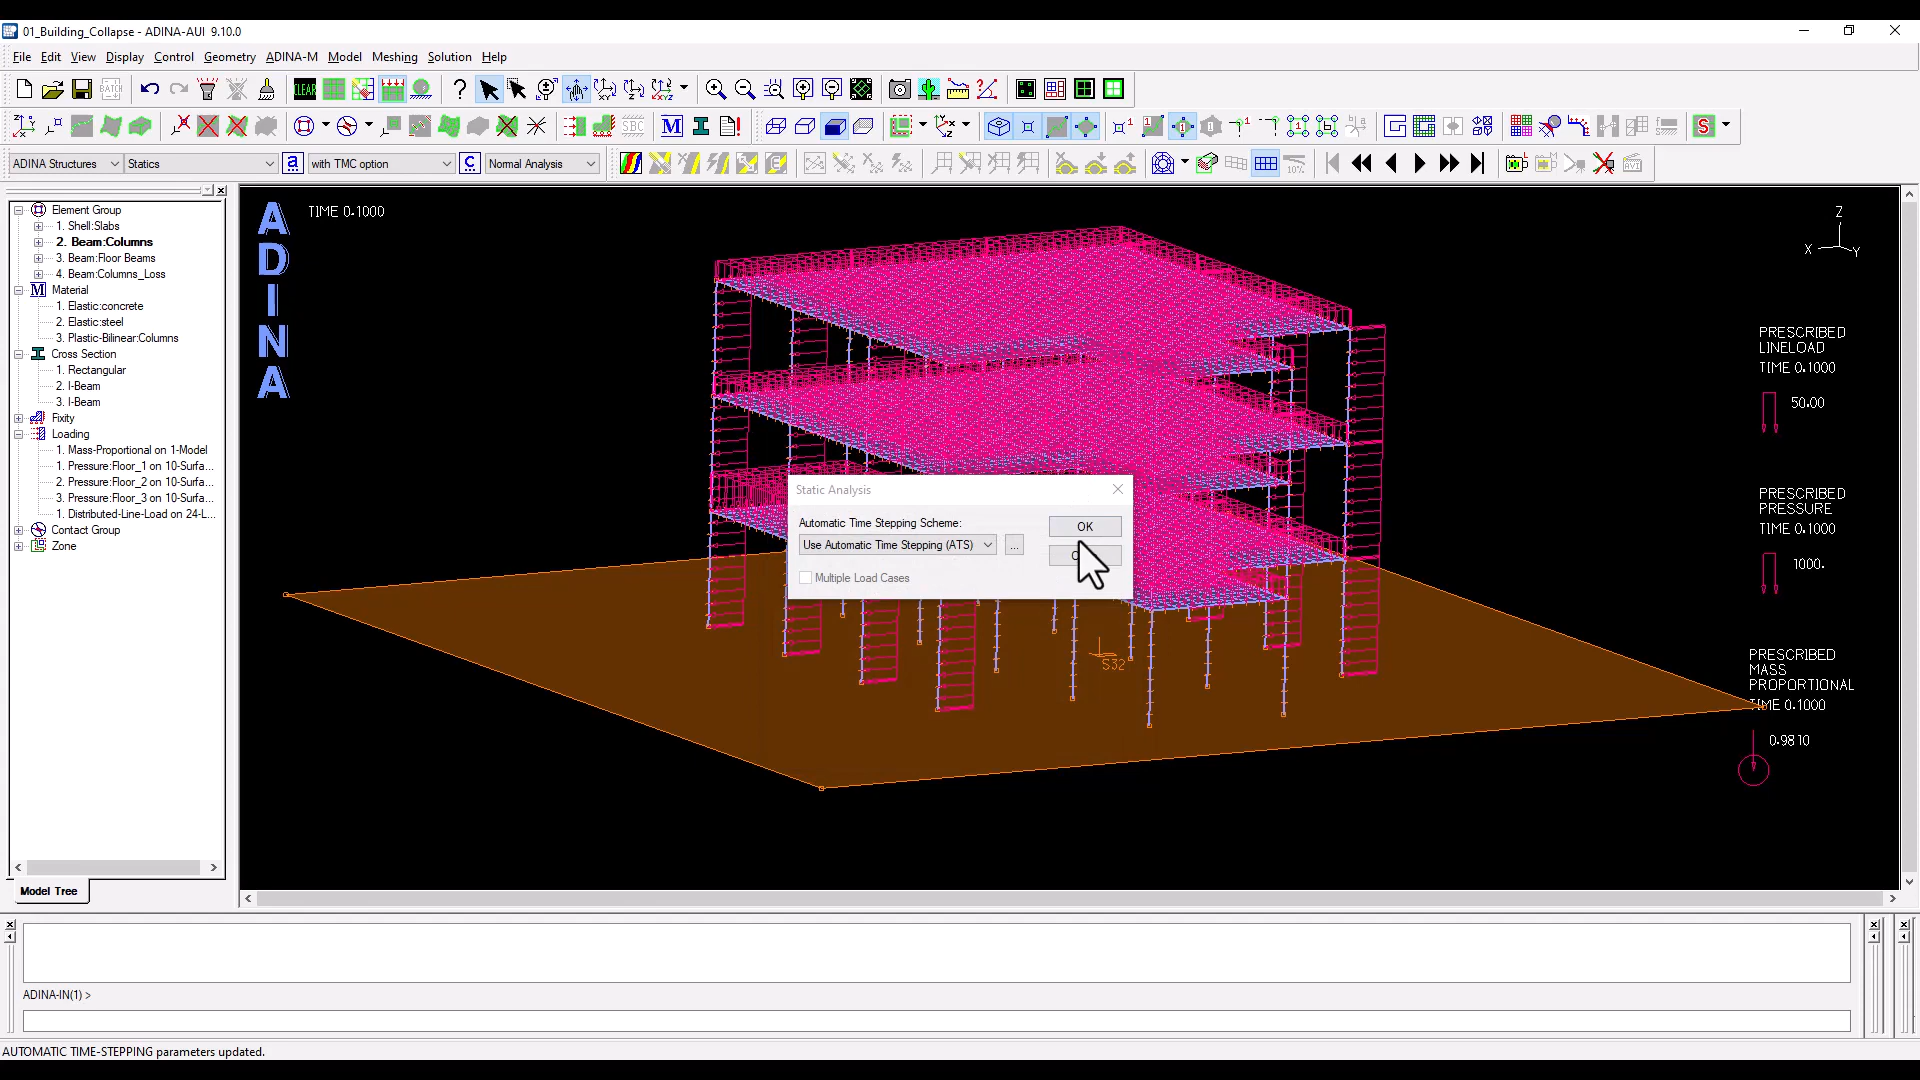 01_Building_Collapse - ADINA-AUI 9.10.0
File Edit View Display Control Geometry ADINA-M Model Meshing Solution Help
BATCH CLEAR
SBC
ADINA Structures Statics with TMC option Normal Analysis
Element Group
1. Shell:Slabs
2. Beam:Columns
3. Beam:Floor Beams
4. Beam:Columns_Loss
Material
1. Elastic:concrete
2. Elastic:steel
3. Plastic-Bilinear:Columns
Cross Section
1. Rectangular
2. I-Beam
3. I-Beam
Fixity
Loading
1. Mass-Proportional on 1-Model
1. Pressure:Floor_1 on 10-Surfa...
2. Pressure:Floor_2 on 10-Surfa...
3. Pressure:Floor_3 on 10-Surfa...
1. Distributed-Line-Load on 24-L...
Contact Group
Zone
Model Tree
ADINA
TIME 0.1000
Z
X
Y
PRESCRIBED
LINELOAD
TIME 0.1000
50.00
PRESCRIBED
PRESSURE
TIME 0.1000
1000.
PRESCRIBED
MASS
PROPORTIONAL
TIME 0.1000
0.9810
S32
Static Analysis
Automatic Time Stepping Scheme:
Use Automatic Time Stepping (ATS)
...
OK
Multiple Load Cases
ADINA-IN(1) >
AUTOMATIC TIME-STEPPING parameters updated.